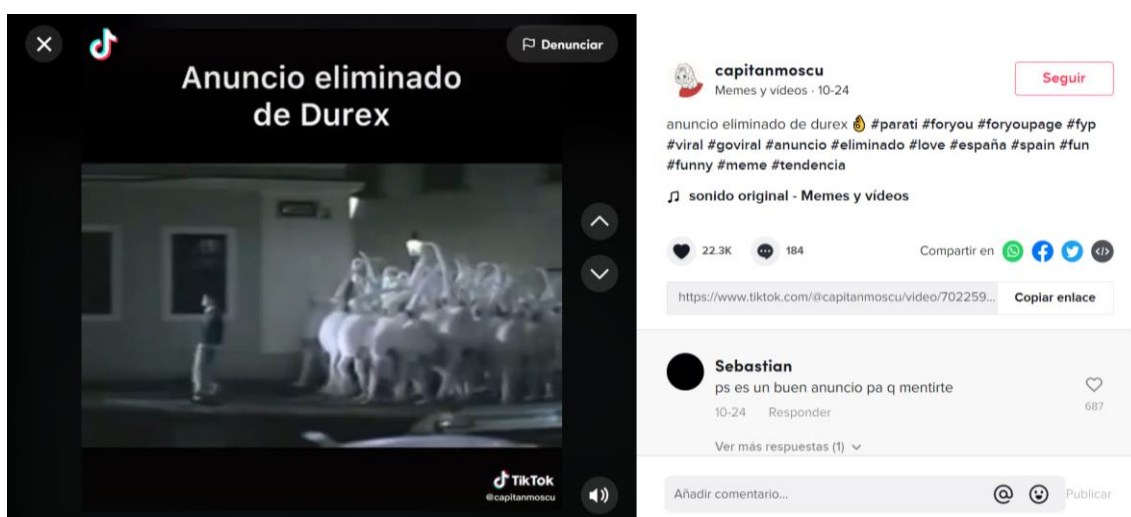 Denunciar
Anuncio eliminado
de Durex
TikTok
@capitanmoscu
capitanmoscu
Memes y vídeos · 10-24
Seguir
anuncio eliminado de durex 👌 #parati #foryou #foryoupage #fyp
#viral #goviral #anuncio #eliminado #love #españa #spain #fun
#funny #meme #tendencia
sonido original - Memes y vídeos
22.3K
184
Compartir en
https://www.tiktok.com/@capitanmoscu/video/702259...
Copiar enlace
Sebastian
ps es un buen anuncio pa q mentirte
687
10-24 Responder
Ver más respuestas (1)
Añadir comentario...
Publicar